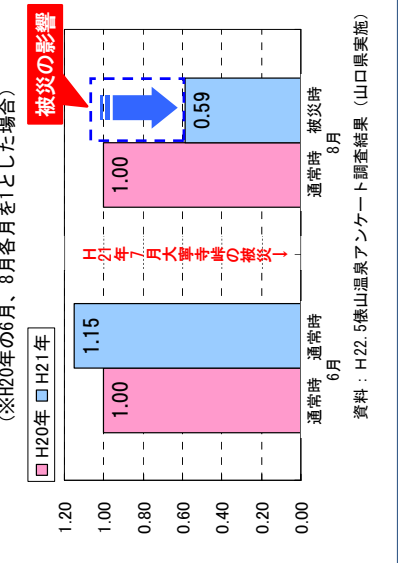 (※H20年の6月、8月各月を1とした場合)
被災の影響
H20年 H21年
1.20
1.00
0.80
0.60
0.40
0.20
0.00
1.00
1.15
1.00
0.59
H21年7月大寧寺峠の被災→
通常時 通常時 通常時 被災時
6月 8月
資料:H22.5俵山温泉アンケート調査結果(山口県実施)